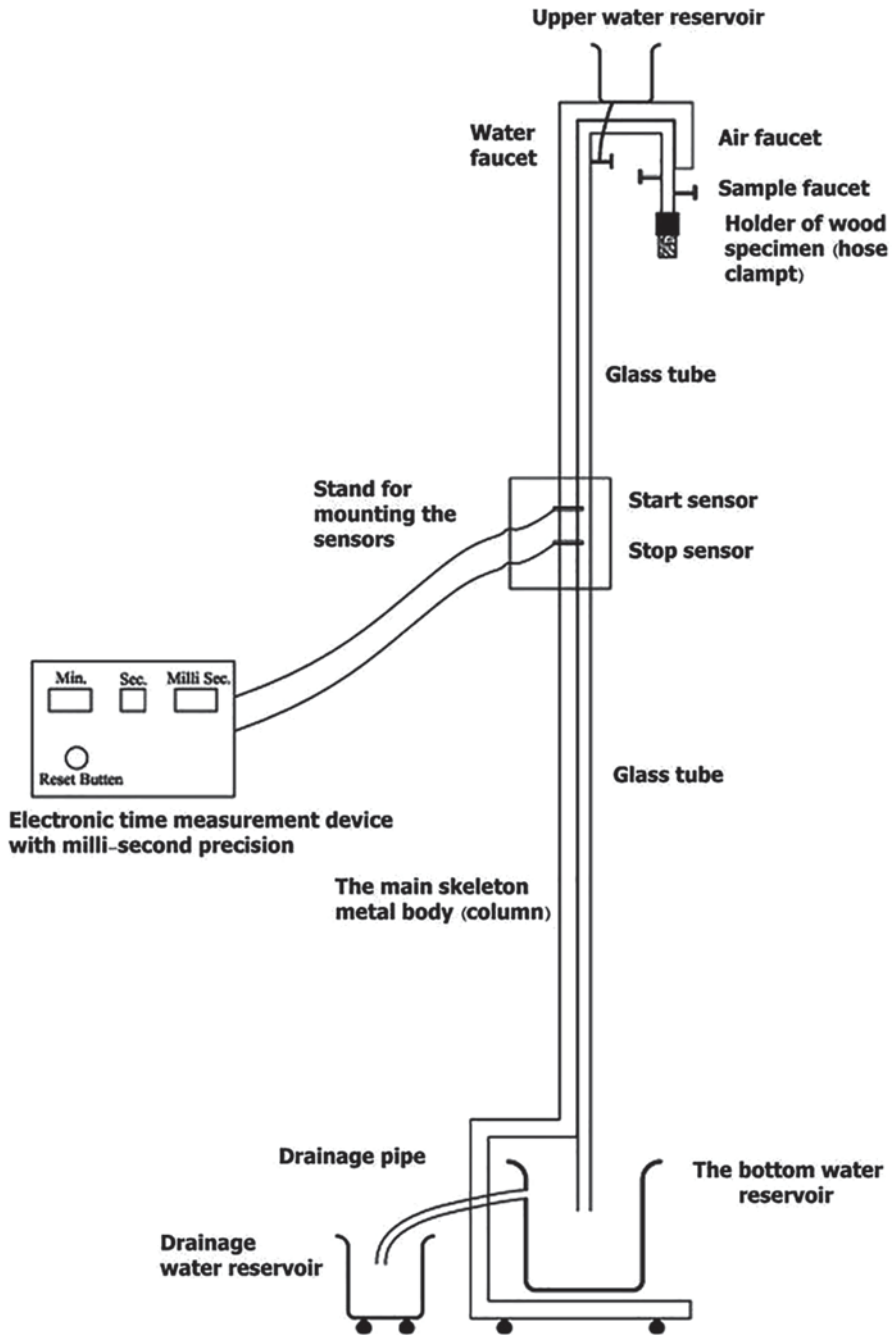 Upper water reservoir
Water
faucet
Air faucet
Sample faucet
Holder of wood
specimen (hose
clampt)
Glass tube
Stand for
mounting the
sensors
Start sensor
Stop sensor
Min. Sec. Milli Sec.
Reset Butten
Glass tube
Electronic time measurement device
with milli-second precision
The main skeleton
metal body (column)
Drainage pipe
The bottom water
reservoir
Drainage
water reservoir